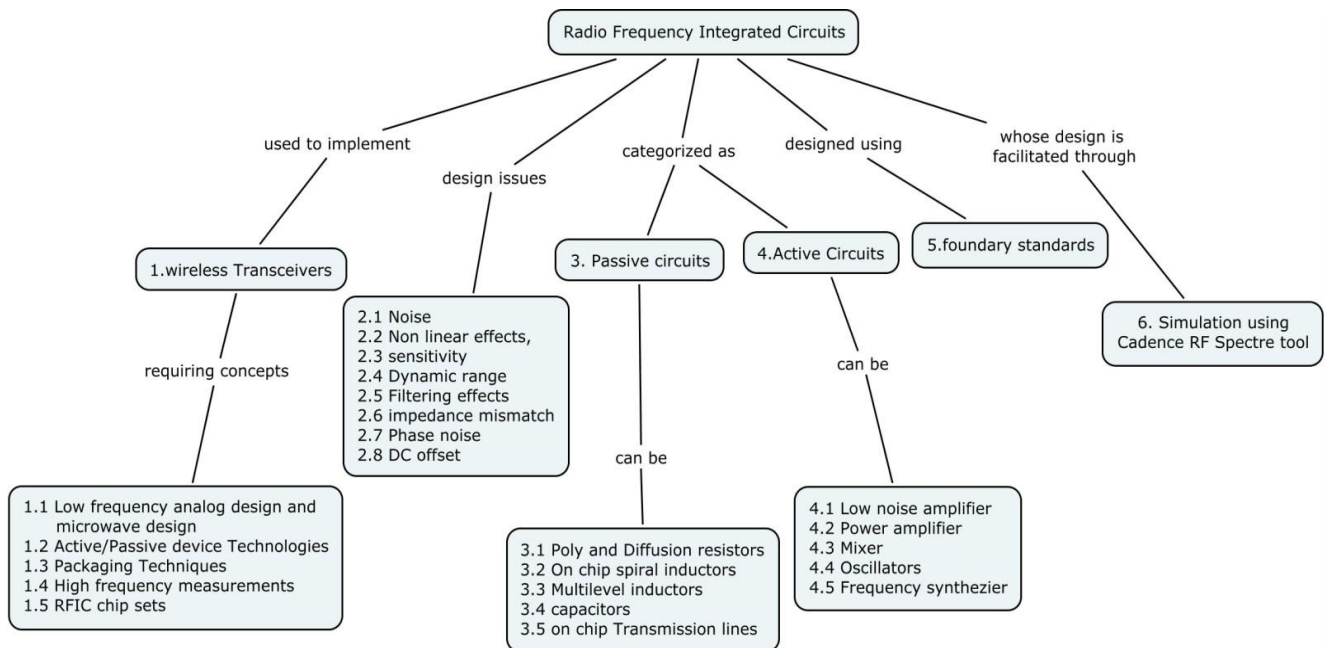 Radio Frequency Integrated Circuits
used to implement
design issues
categorized as
designed using
whose design is
facilitated through
1.wireless Transceivers
3. Passive circuits
4.Active Circuits
5.foundary standards
6. Simulation using
Cadence RF Spectre tool
requiring concepts
2.1 Noise
2.2 Non linear effects,
2.3 sensitivity
2.4 Dynamic range
2.5 Filtering effects
2.6 impedance mismatch
2.7 Phase noise
2.8 DC offset
can be
can be
1.1 Low frequency analog design and
microwave design
1.2 Active/Passive device Technologies
1.3 Packaging Techniques
1.4 High frequency measurements
1.5 RFIC chip sets
3.1 Poly and Diffusion resistors
3.2 On chip spiral inductors
3.3 Multilevel inductors
3.4 capacitors
3.5 on chip Transmission lines
4.1 Low noise amplifier
4.2 Power amplifier
4.3 Mixer
4.4 Oscillators
4.5 Frequency synthezier